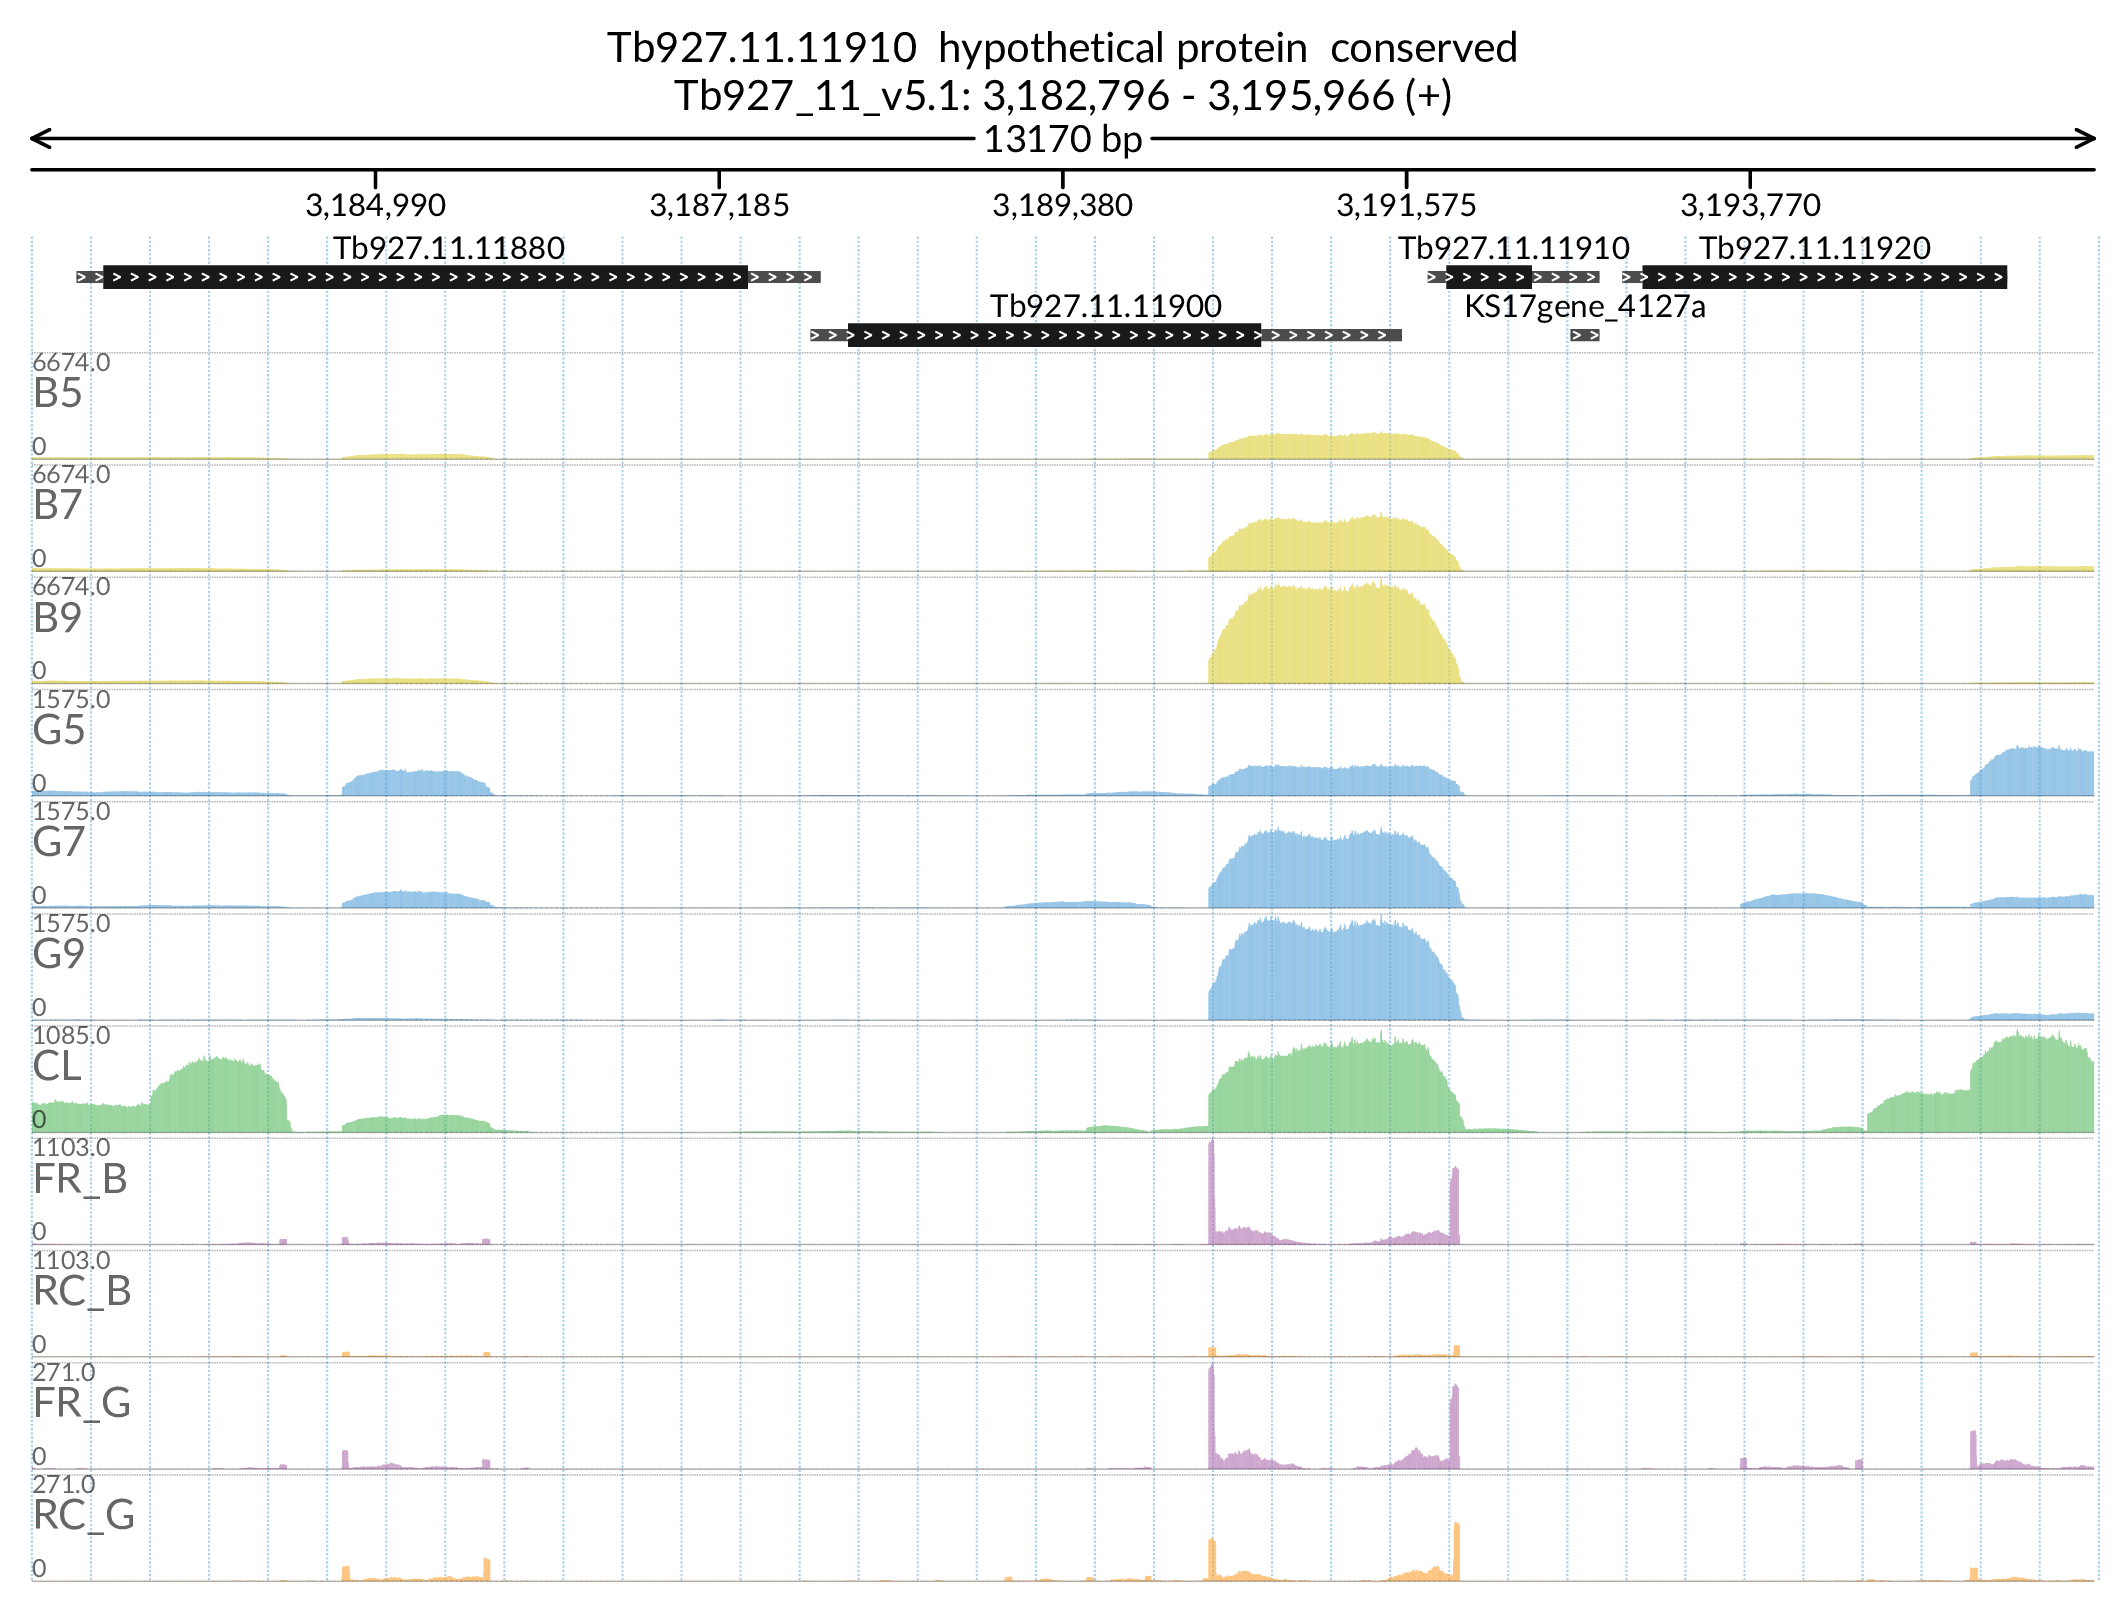 Tb927.11.11910  hypothetical protein  conserved
Tb927_11_v5.1: 3,182,796 - 3,195,966 (+)
13170 bp
3,184,990 3,187,185 3,189,380 3,191,575 3,193,770
Tb927.11.11880 Tb927.11.11910 Tb927.11.11920
Tb927.11.11900 KS17gene_4127a
6674.0
B5
0
6674.0
B7
0
6674.0
B9
0
1575.0
G5
0
1575.0
G7
0
1575.0
G9
0
1085.0
CL
0
1103.0
FR_B
0
1103.0
RC_B
0
271.0
FR_G
0
271.0
RC_G
0